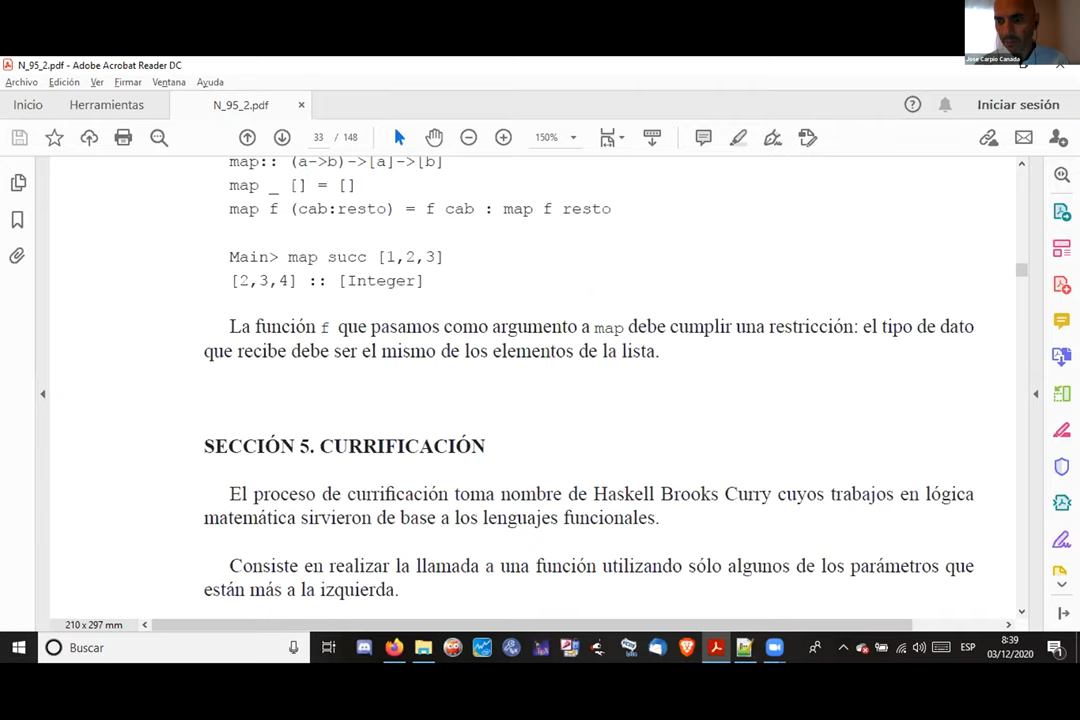 Jose Carpio Canada
N_95_2.pdf - Adobe Acrobat Reader DC
Archivo Edición Ver Firmar Ventana Ayuda
Inicio Herramientas N_95_2.pdf × Iniciar sesión
33 / 148 150%
map:: (a->b)->[a]->[b]
map _ [] = []
map f (cab:resto) = f cab : map f resto
Main> map succ [1,2,3]
[2,3,4] :: [Integer]
La función f que pasamos como argumento a map debe cumplir una restricción: el tipo de dato
que recibe debe ser el mismo de los elementos de la lista.
SECCIÓN 5. CURRIFICACIÓN
El proceso de currificación toma nombre de Haskell Brooks Curry cuyos trabajos en lógica
matemática sirvieron de base a los lenguajes funcionales.
Consiste en realizar la llamada a una función utilizando sólo algunos de los parámetros que
están más a la izquierda.
210 x 297 mm
Buscar
ESP
8:39
03/12/2020
1